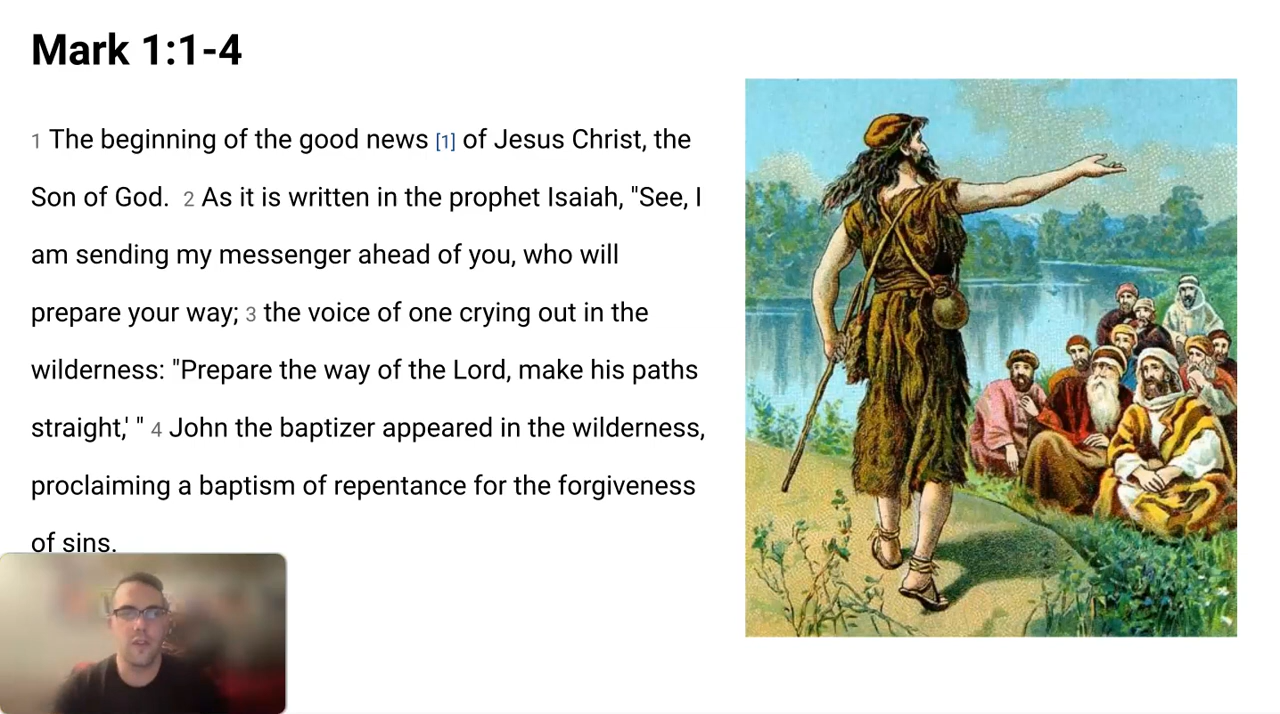 Mark 1:1-4
1 The beginning of the good news [1] of Jesus Christ, the
Son of God. 2 As it is written in the prophet Isaiah, "See, I
am sending my messenger ahead of you, who will
prepare your way; 3 the voice of one crying out in the
wilderness: "Prepare the way of the Lord, make his paths
straight,' " 4 John the baptizer appeared in the wilderness,
proclaiming a baptism of repentance for the forgiveness
of sins.